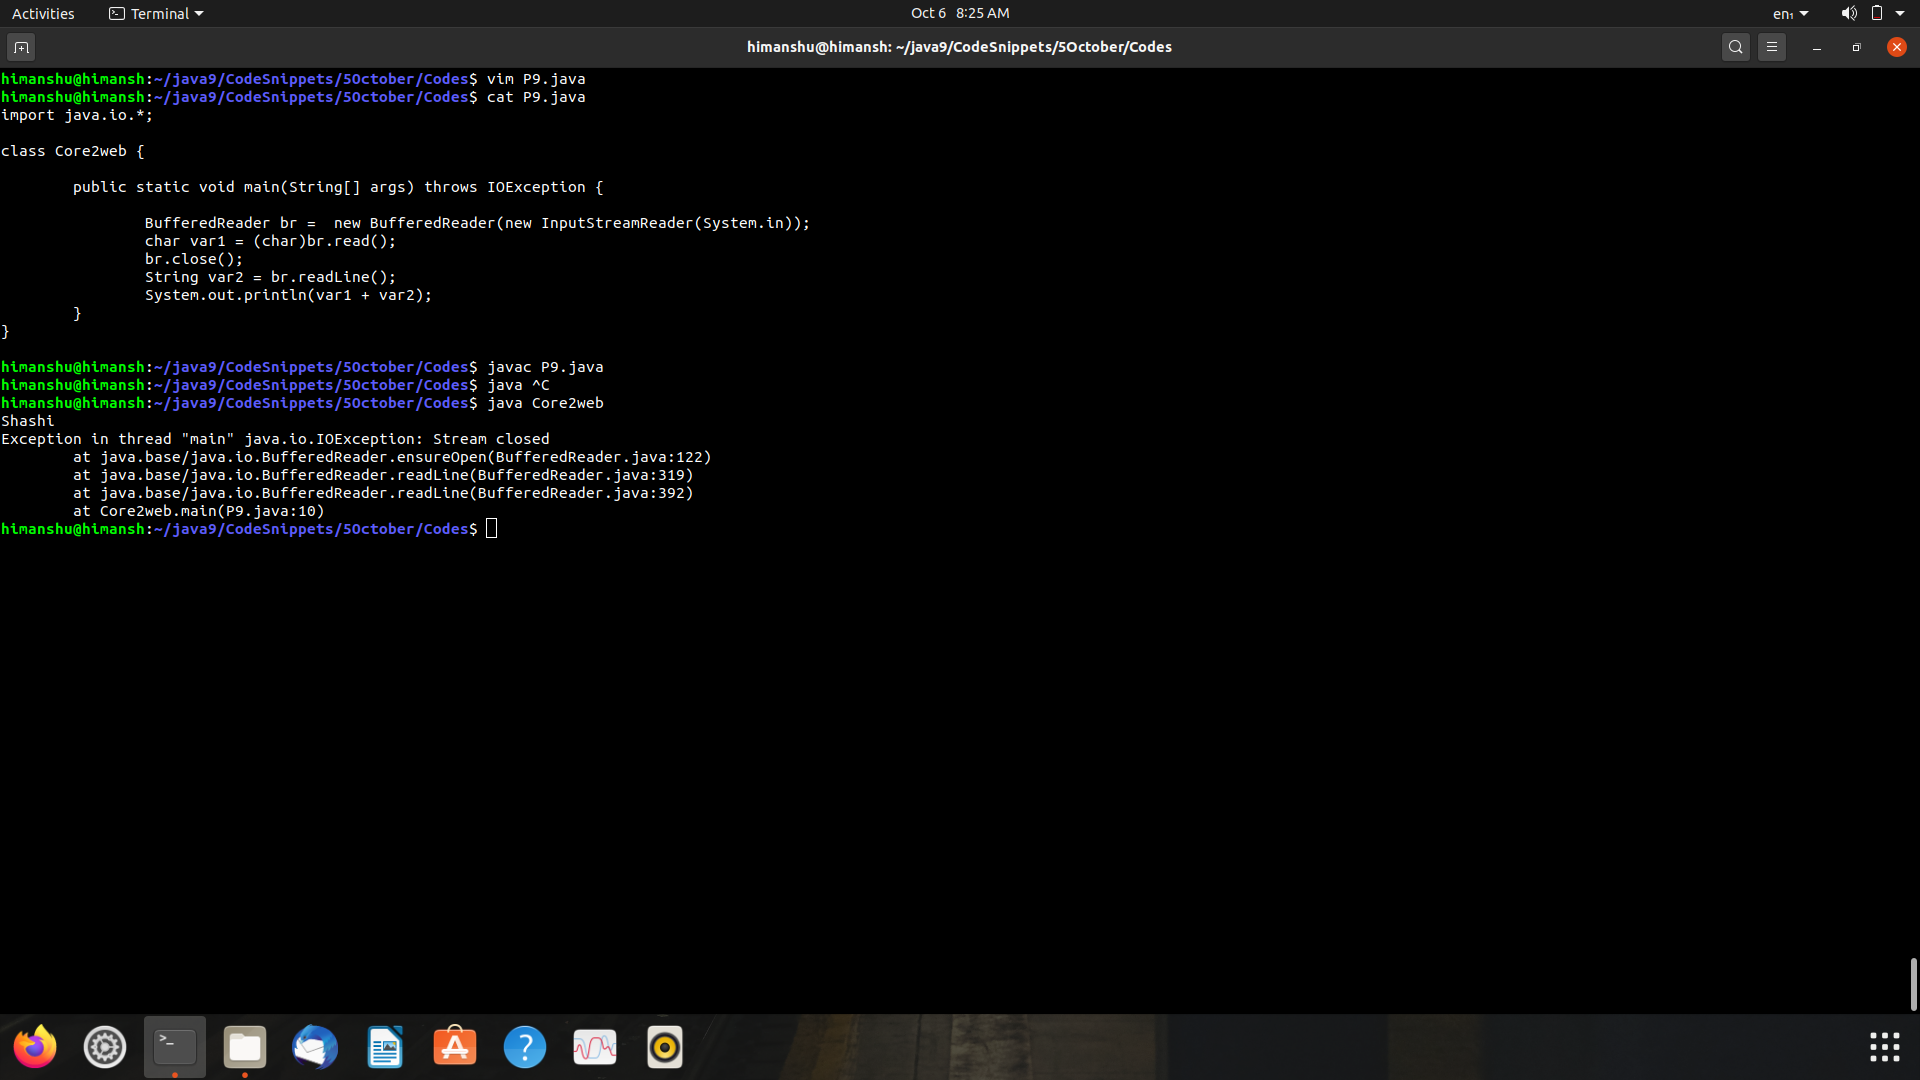 Activities Terminal Oct 6 8:25 AM en₁
himanshu@himansh: ~/java9/CodeSnippets/5October/Codes
himanshu@himansh:~/java9/CodeSnippets/5October/Codes$ vim P9.java
himanshu@himansh:~/java9/CodeSnippets/5October/Codes$ cat P9.java
import java.io.*;
class Core2web {
public static void main(String[] args) throws IOException {
BufferedReader br =  new BufferedReader(new InputStreamReader(System.in));
char var1 = (char)br.read();
br.close();
String var2 = br.readLine();
System.out.println(var1 + var2);
}
}
himanshu@himansh:~/java9/CodeSnippets/5October/Codes$ javac P9.java
himanshu@himansh:~/java9/CodeSnippets/5October/Codes$ java ^C
himanshu@himansh:~/java9/CodeSnippets/5October/Codes$ java Core2web
Shashi
Exception in thread "main" java.io.IOException: Stream closed
at java.base/java.io.BufferedReader.ensureOpen(BufferedReader.java:122)
at java.base/java.io.BufferedReader.readLine(BufferedReader.java:319)
at java.base/java.io.BufferedReader.readLine(BufferedReader.java:392)
at Core2web.main(P9.java:10)
himanshu@himansh:~/java9/CodeSnippets/5October/Codes$